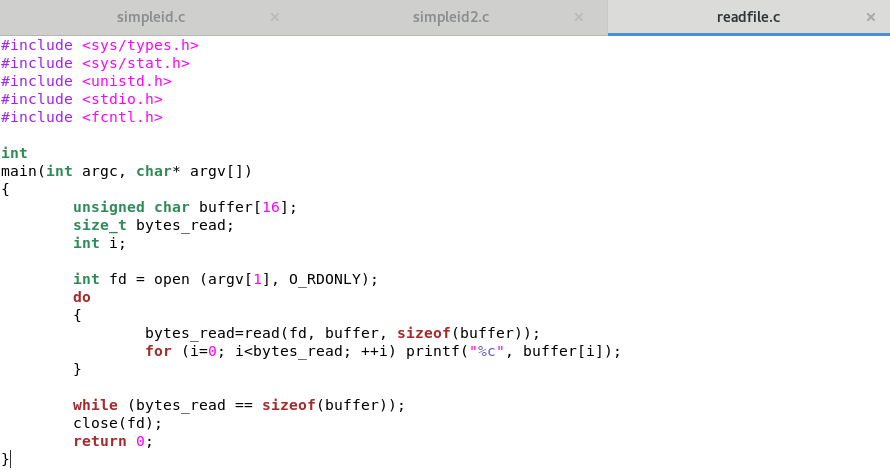 simpleid.c × simpleid2.c × readfile.c ×
#include <sys/types.h>
#include <sys/stat.h>
#include <unistd.h>
#include <stdio.h>
#include <fcntl.h>

int
main(int argc, char* argv[])
{
        unsigned char buffer[16];
        size_t bytes_read;
        int i;

        int fd = open (argv[1], O_RDONLY);
        do
        {
                bytes_read=read(fd, buffer, sizeof(buffer));
                for (i=0; i<bytes_read; ++i) printf("%c", buffer[i]);
        }

        while (bytes_read == sizeof(buffer));
        close(fd);
        return 0;
}